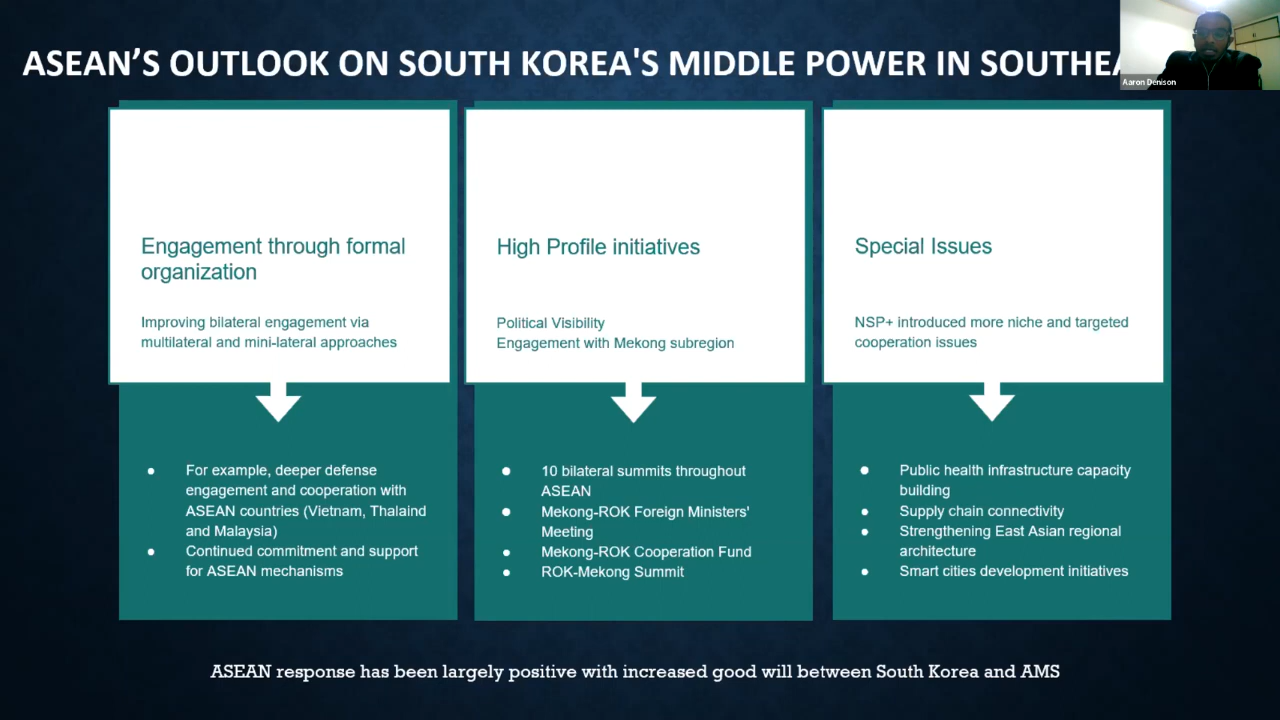 ASEAN’S OUTLOOK ON SOUTH KOREA'S MIDDLE POWER IN
Aaron Denison
Engagement through formal
organization
Improving bilateral engagement via
multilateral and mini-lateral approaches
● For example, deeper defense
engagement and cooperation with
ASEAN countries (Vietnam, Thalaind
and Malaysia)
● Continued commitment and support
for ASEAN mechanisms
High Profile initiatives
Political Visibility
Engagement with Mekong subregion
● 10 bilateral summits throughout
ASEAN
● Mekong-ROK Foreign Ministers'
Meeting
● Mekong-ROK Cooperation Fund
● ROK-Mekong Summit
Special Issues
NSP+ introduced more niche and targeted
cooperation issues
● Public health infrastructure capacity
building
● Supply chain connectivity
● Strengthening East Asian regional
architecture
● Smart cities development initiatives
ASEAN response has been largely positive with increased good will between South Korea and AMS